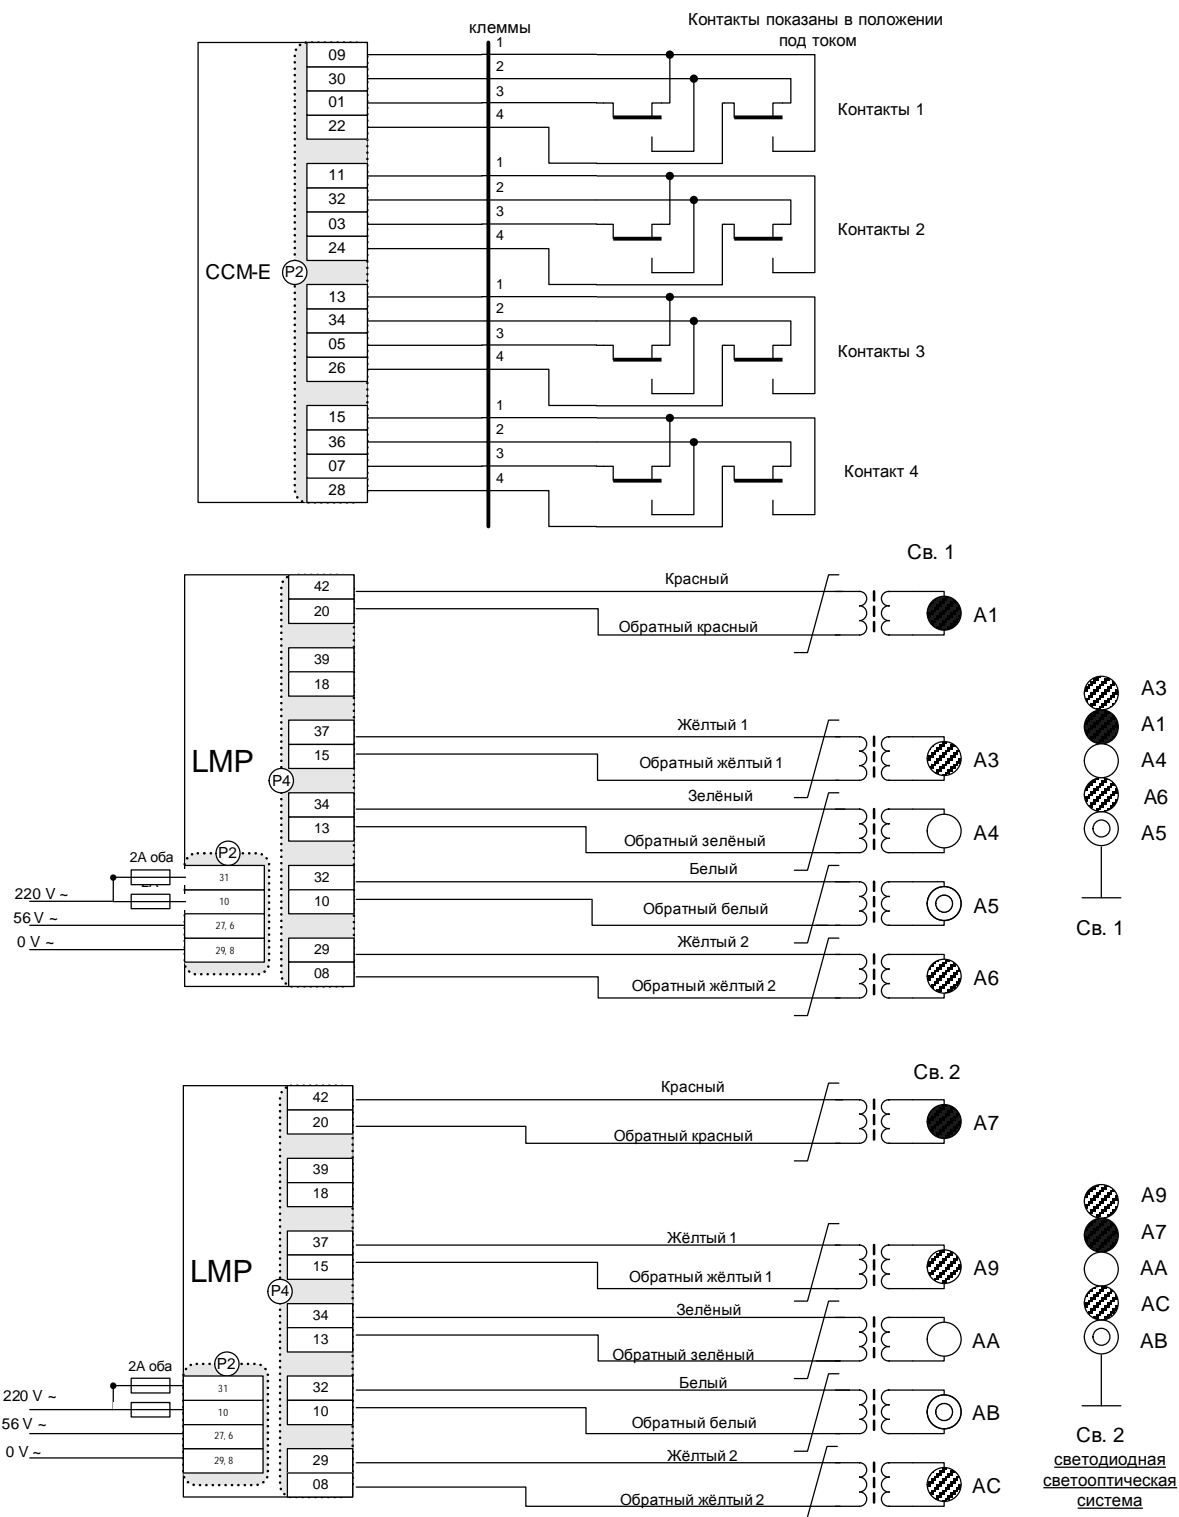 клеммы
Контакты показаны в положении
под током
CCM-E
P2
09
30
01
22
1
2
3
4
Контакты 1
11
32
03
24
1
2
3
4
Контакты 2
13
34
05
26
1
2
3
4
Контакты 3
15
36
07
28
1
2
3
4
Контакт 4
Св. 1
LMP
P4
42
20
39
18
37
15
34
13
32
10
29
08
Красный
Обратный красный
A1
Жёлтый 1
Обратный жёлтый 1
A3
Зелёный
Обратный зелёный
A4
Белый
Обратный белый
A5
Жёлтый 2
Обратный жёлтый 2
A6
P2
2А оба
31
10
27, 6
29, 8
220 V ~
56 V ~
0 V ~
A3
A1
A4
A6
A5
Св. 1
Св. 2
LMP
P4
42
20
39
18
37
15
34
13
32
10
29
08
Красный
Обратный красный
A7
Жёлтый 1
Обратный жёлтый 1
A9
Зелёный
Обратный зелёный
AA
Белый
Обратный белый
AB
Жёлтый 2
Обратный жёлтый 2
AC
P2
2А оба
31
10
27, 6
29, 8
220 V ~
56 V ~
0 V ~
A9
A7
AA
AC
AB
Св. 2
светодиодная
светооптическая
система